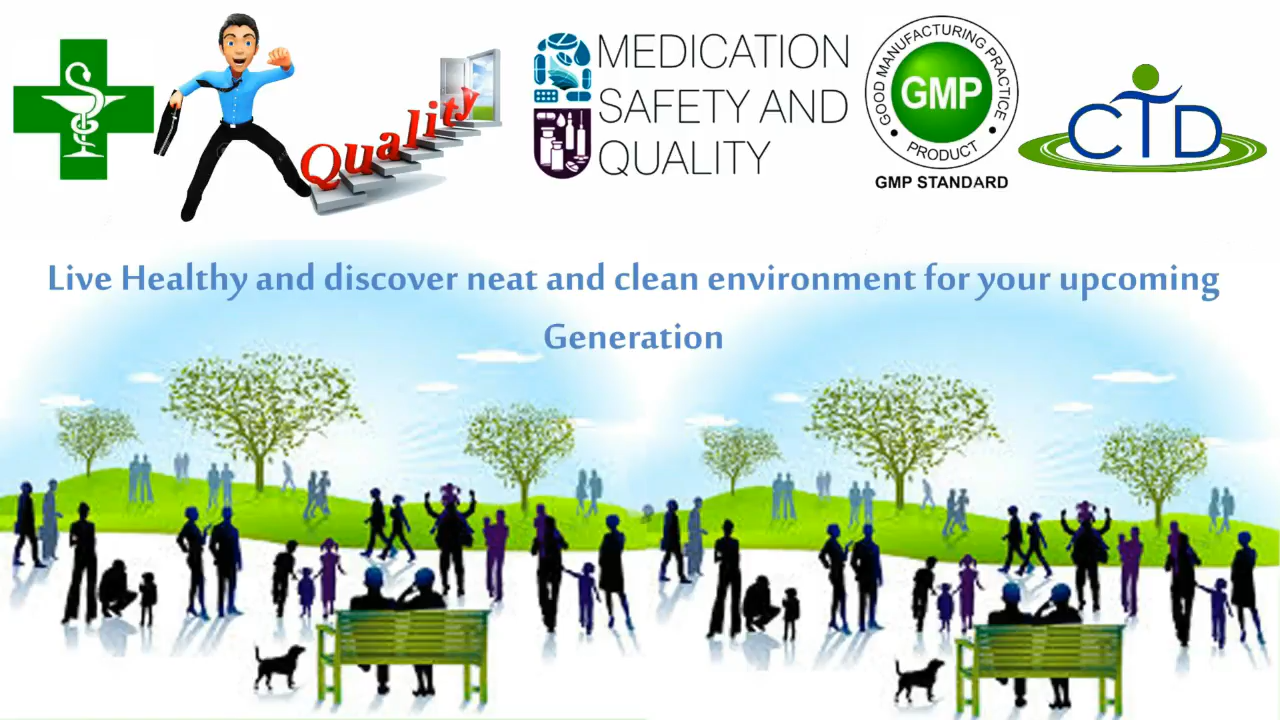 Quality
MEDICATION
SAFETY AND
QUALITY
GOOD MANUFACTURING PRACTICE
GMP
PRODUCT
GMP STANDARD
CTD
Live Healthy and discover neat and clean environment for your upcoming
Generation